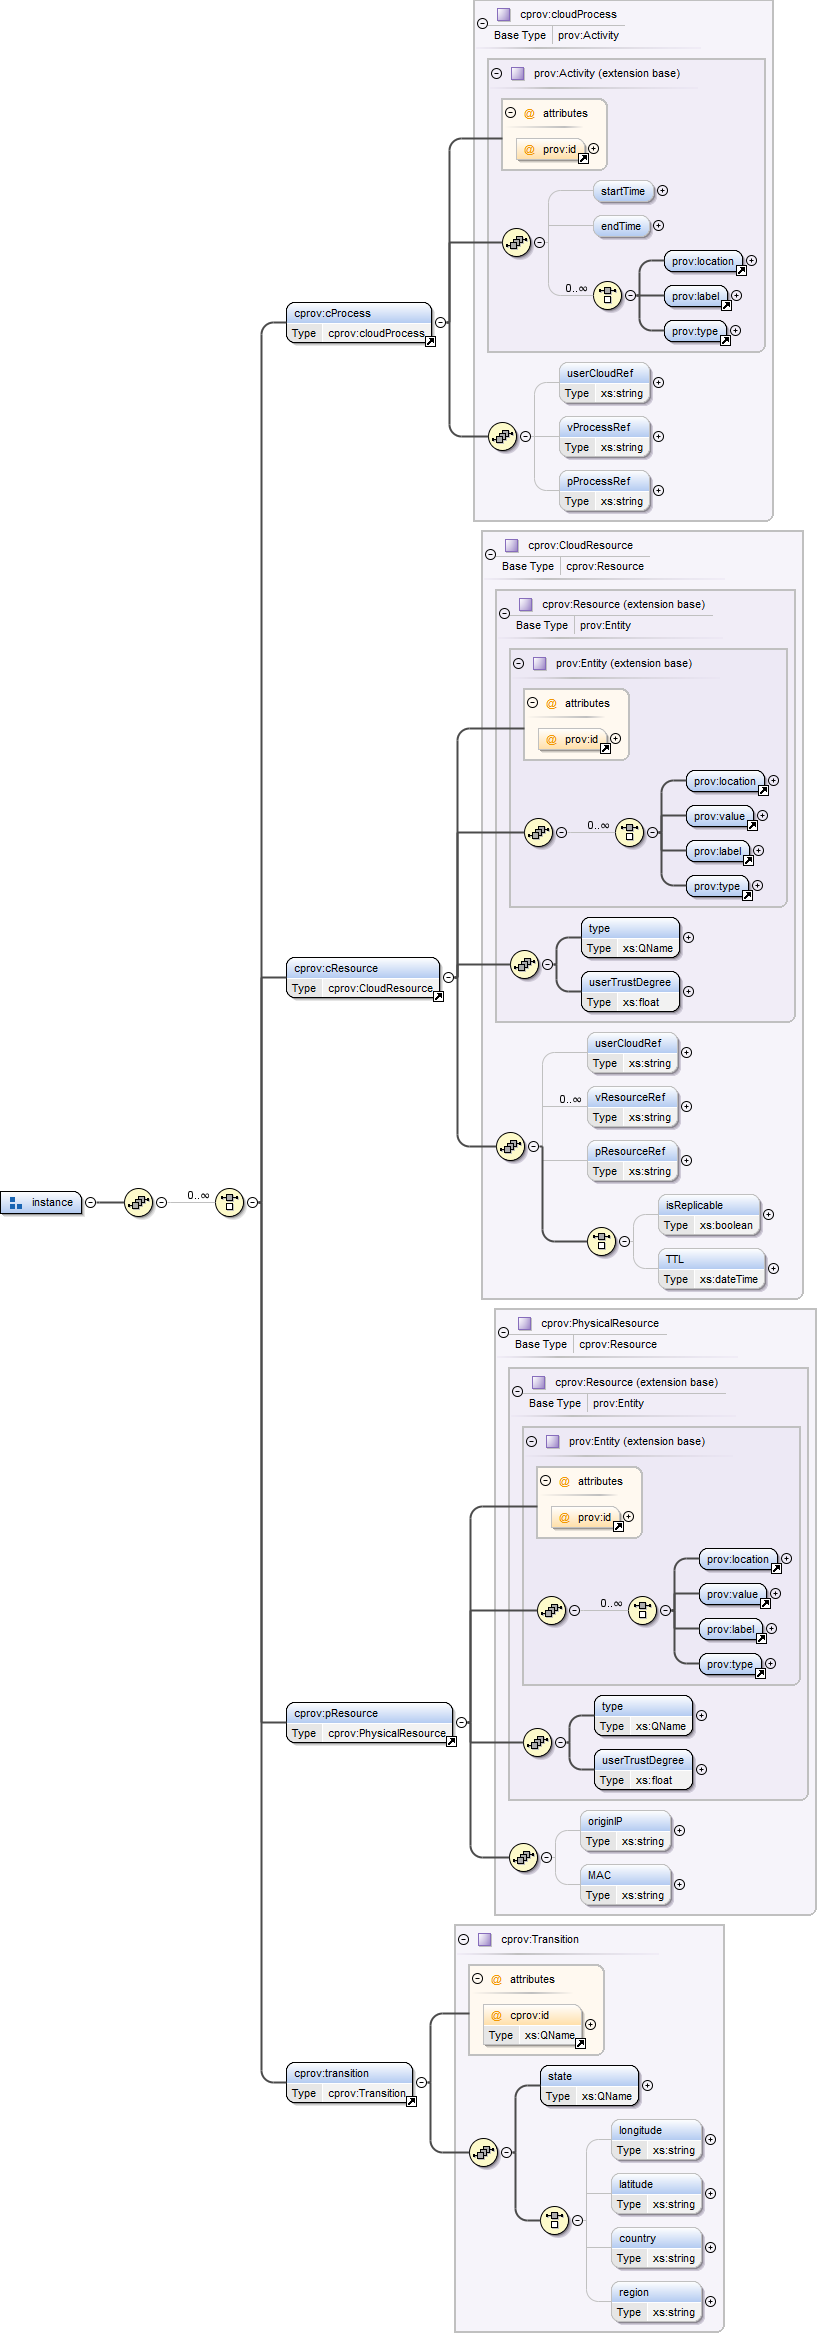 cprov:cloudProcess
Base Type prov:Activity
prov:Activity (extension base)
@ attributes
@ prov:id
startTime
endTime
0..∞
prov:location
prov:label
prov:type
cprov:cProcess
Type cprov:cloudProcess
userCloudRef
Type xs:string
vProcessRef
Type xs:string
pProcessRef
Type xs:string
cprov:CloudResource
Base Type cprov:Resource
cprov:Resource (extension base)
Base Type prov:Entity
prov:Entity (extension base)
@ attributes
@ prov:id
prov:location
0..∞
prov:value
prov:label
prov:type
type
Type xs:QName
cprov:cResource
Type cprov:CloudResource
userTrustDegree
Type xs:float
userCloudRef
Type xs:string
0..∞
vResourceRef
Type xs:string
pResourceRef
Type xs:string
instance
0..∞
isReplicable
Type xs:boolean
TTL
Type xs:dateTime
cprov:PhysicalResource
Base Type cprov:Resource
cprov:Resource (extension base)
Base Type prov:Entity
prov:Entity (extension base)
@ attributes
@ prov:id
prov:location
0..∞
prov:value
prov:label
prov:type
cprov:pResource
Type cprov:PhysicalResource
type
Type xs:QName
userTrustDegree
Type xs:float
originIP
Type xs:string
MAC
Type xs:string
cprov:Transition
@ attributes
@ cprov:id
Type xs:QName
cprov:transition
Type cprov:Transition
state
Type xs:QName
longitude
Type xs:string
latitude
Type xs:string
country
Type xs:string
region
Type xs:string